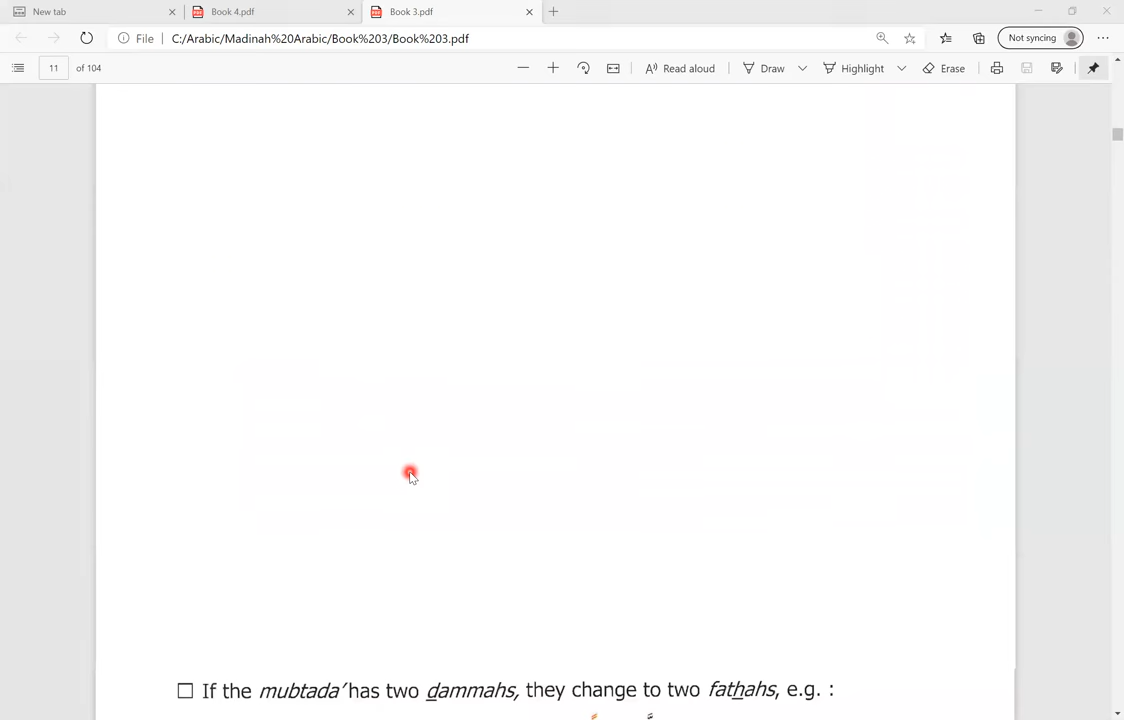 New tab
Book 4.pdf
Book 3.pdf
File C:/Arabic/Madinah%20Arabic/Book%203/Book%203.pdf
Not syncing
11 of 104
Read aloud
Draw
Highlight
Erase
If the mubtada’ has two dammahs, they change to two fathahs, e.g. :